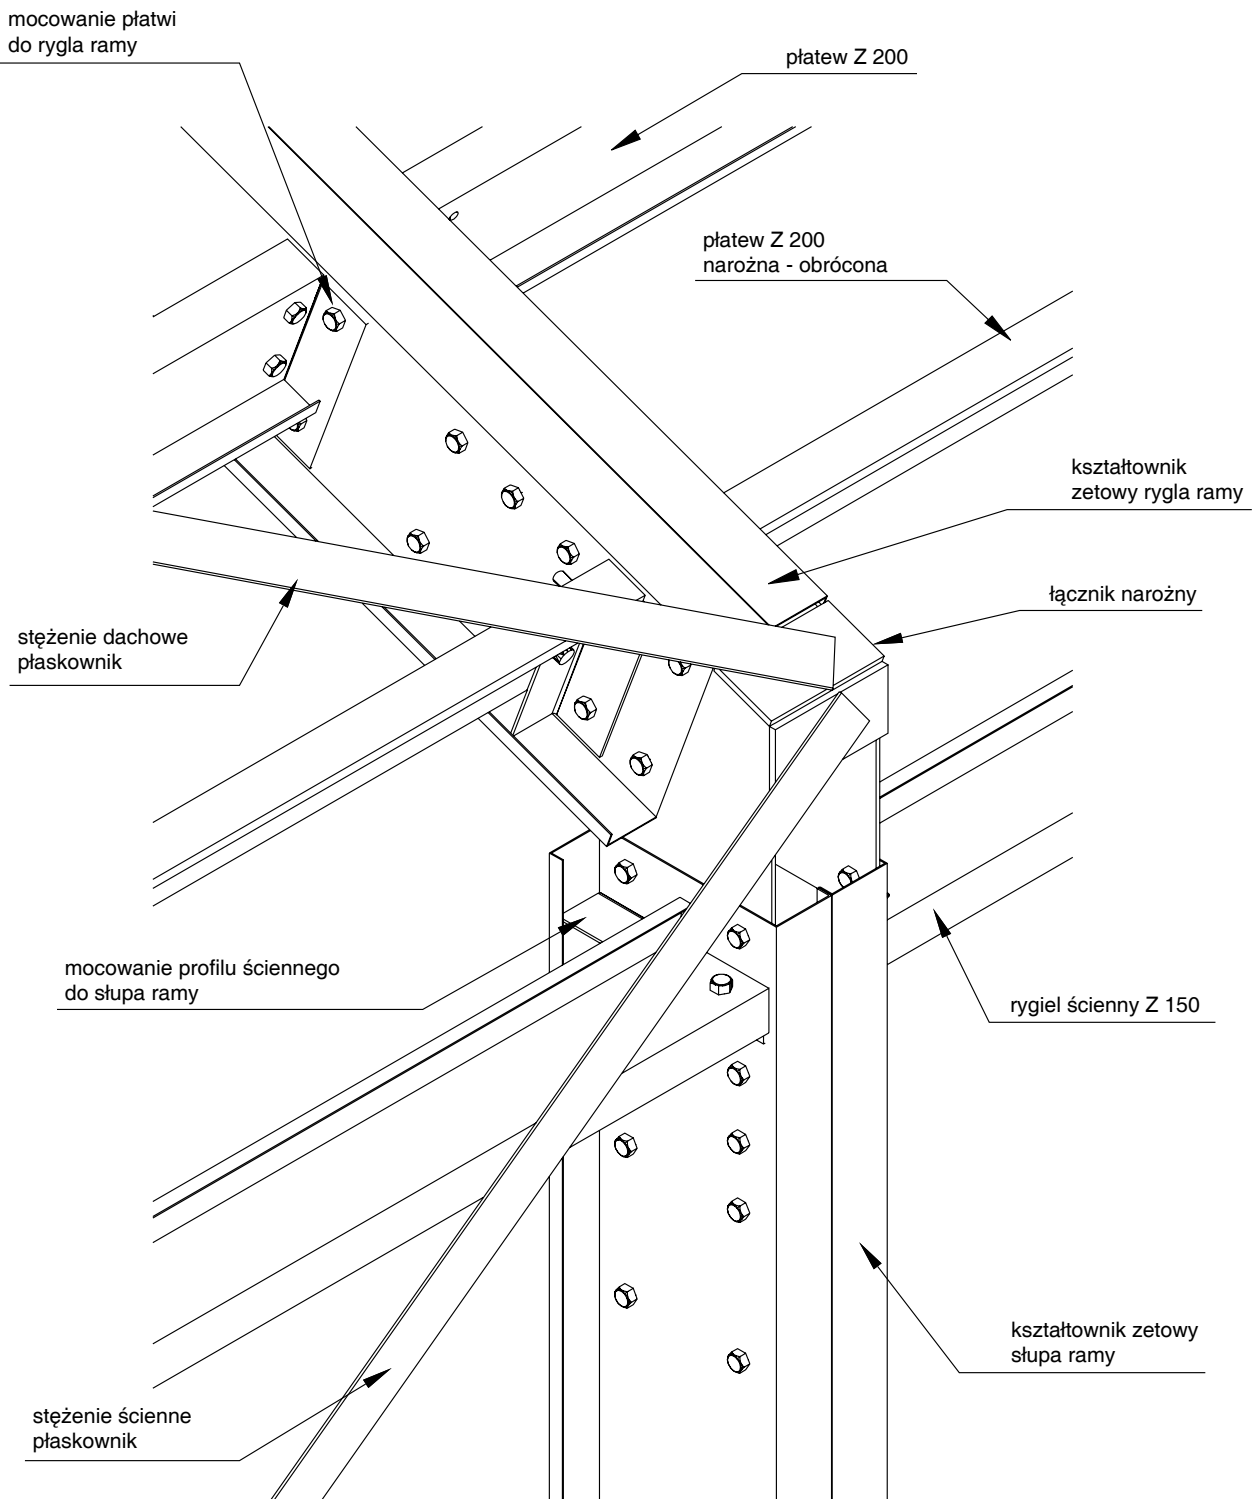 mocowanie płatwi
do rygla ramy
płatew Z 200
płatew Z 200
narożna - obrócona
kształtownik
zetowy rygla ramy
łącznik narożny
stężenie dachowe
płaskownik
mocowanie profilu ściennego
do słupa ramy
rygiel ścienny Z 150
kształtownik zetowy
słupa ramy
stężenie ścienne
płaskownik